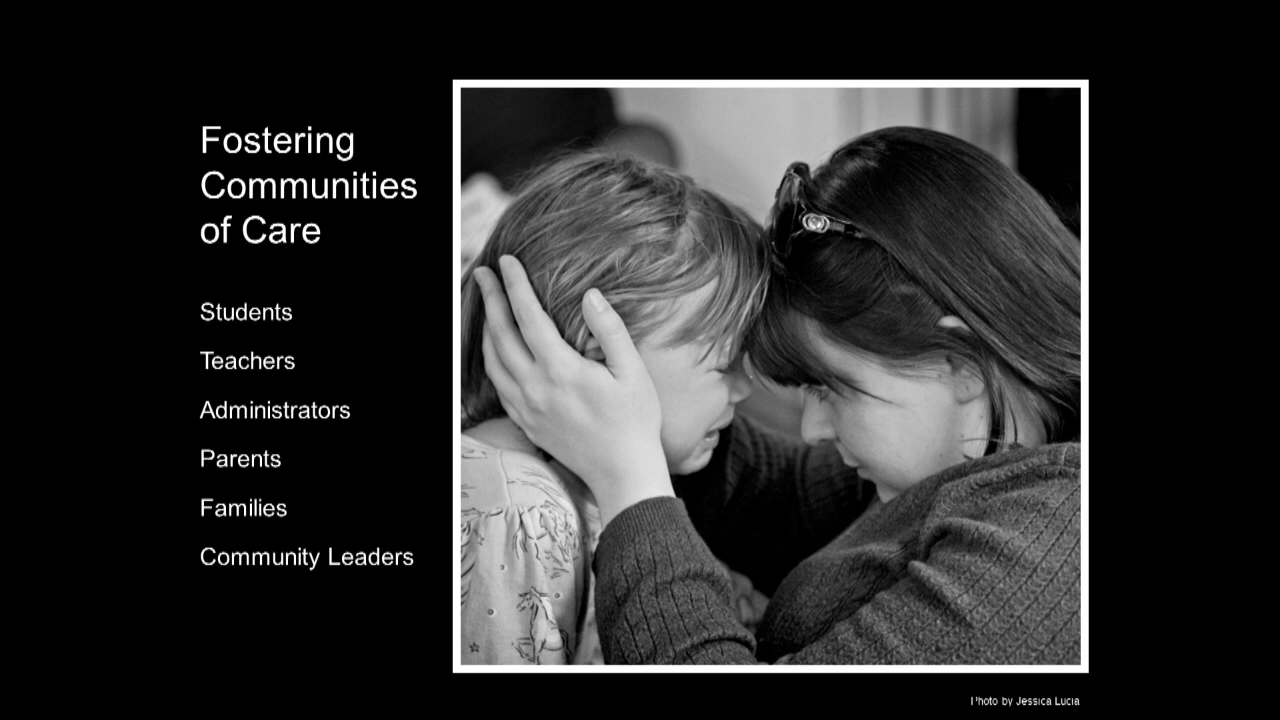 Fostering
Communities
of Care
Students
Teachers
Administrators
Parents
Families
Community Leaders
Photo by Jessica Lucia